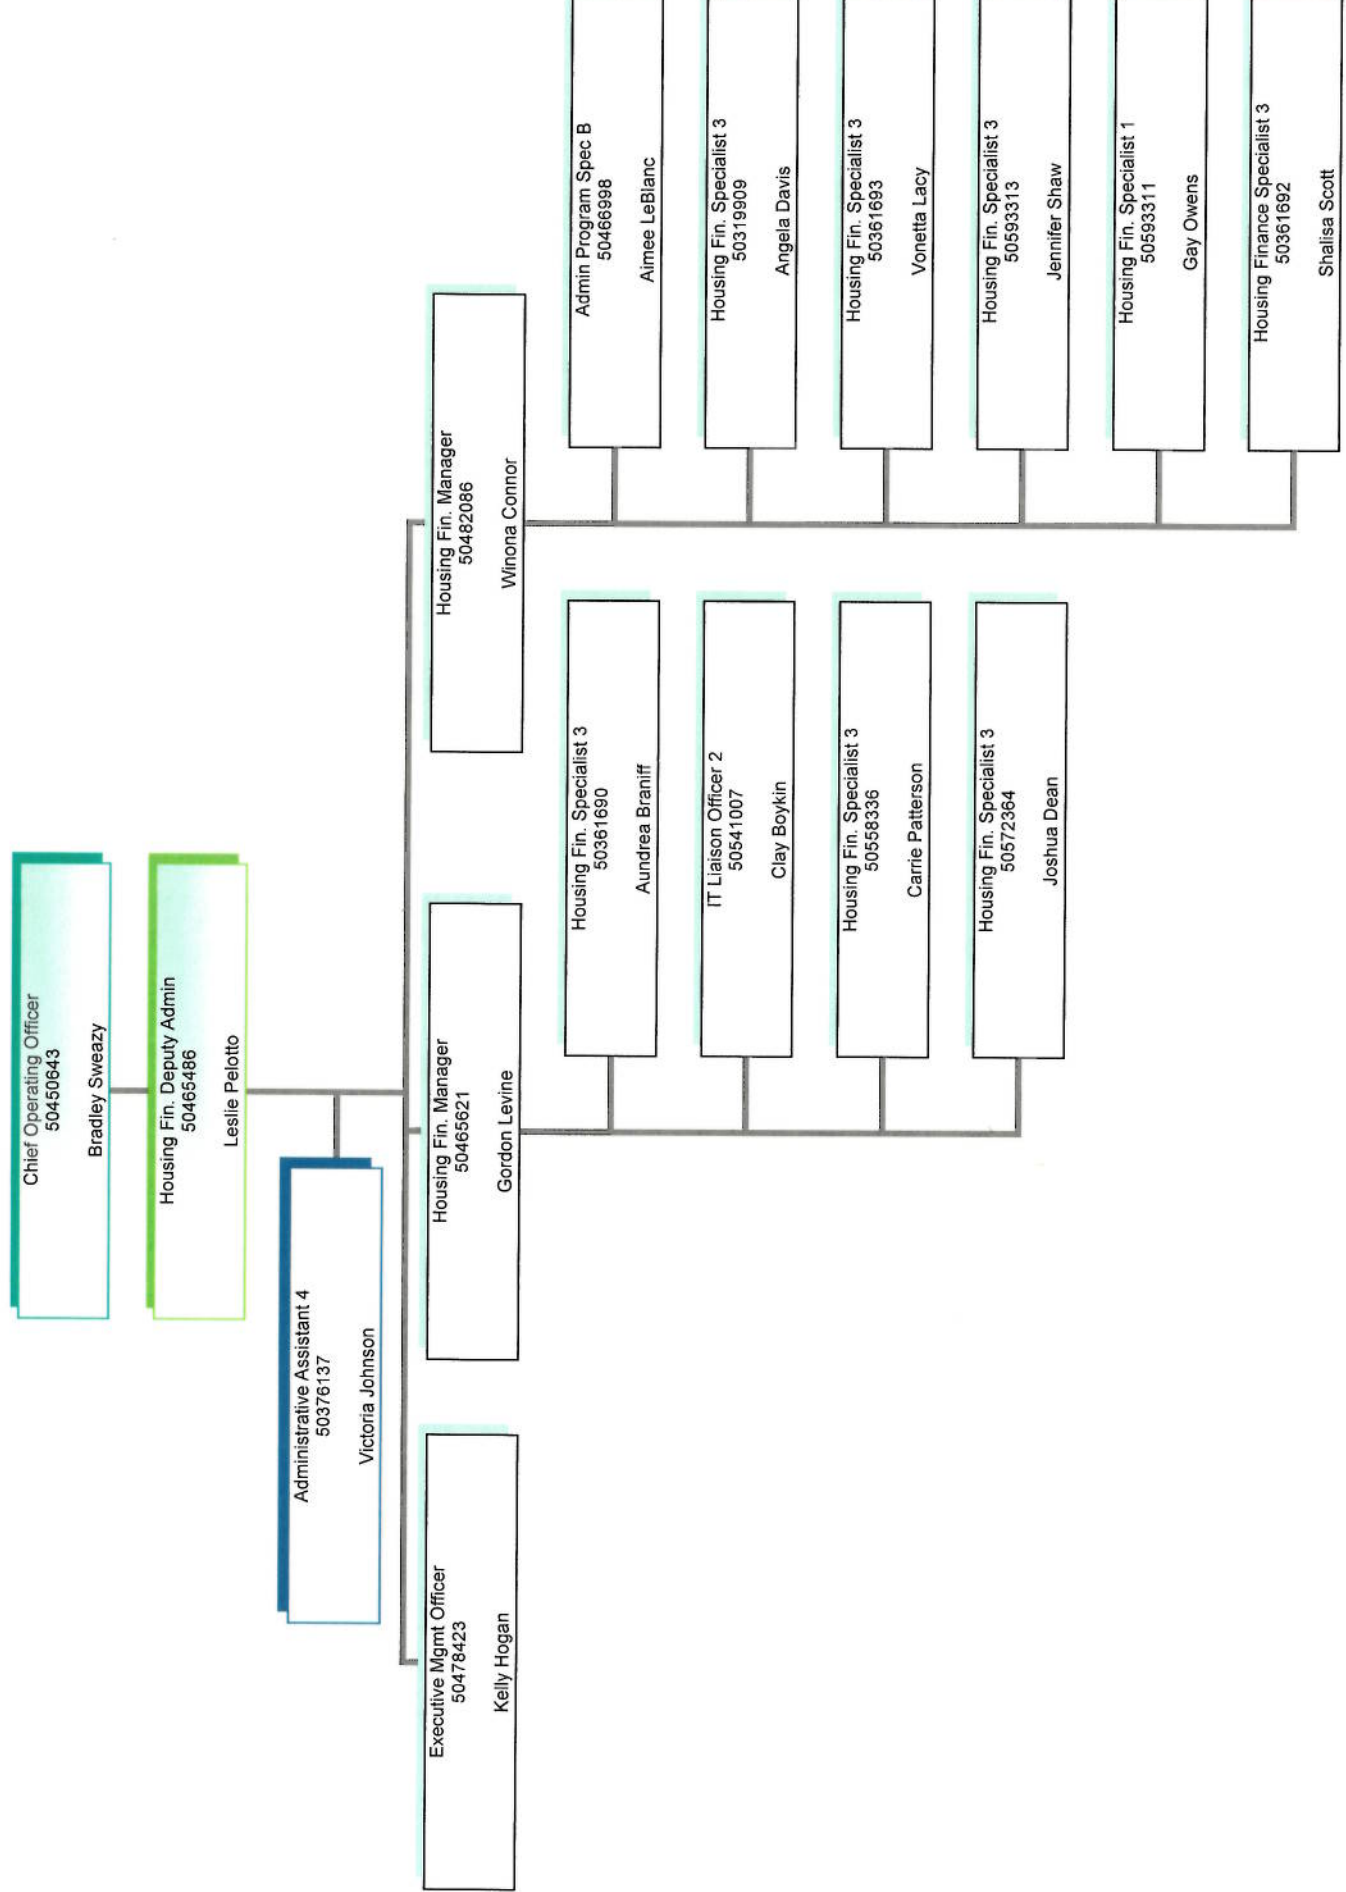 Chief Operating Officer
50450643
Bradley Sweazy
Housing Fin. Deputy Admin
50465486
Leslie Pelotto
Administrative Assistant 4
50376137
Victoria Johnson
Executive Mgmt Officer
50478423
Kelly Hogan
Housing Fin. Manager
50465621
Gordon Levine
Housing Fin. Specialist 3
50361690
Aundrea Braniff
IT Liaison Officer 2
50541007
Clay Boykin
Housing Fin. Specialist 3
50558336
Carrie Patterson
Housing Fin. Specialist 3
50572364
Joshua Dean
Housing Fin. Manager
50482086
Winona Connor
Admin Program Spec B
50466998
Aimee LeBlanc
Housing Fin. Specialist 3
50319909
Angela Davis
Housing Fin. Specialist 3
50361693
Vonetta Lacy
Housing Fin. Specialist 3
50593313
Jennifer Shaw
Housing Fin. Specialist 1
50593311
Gay Owens
Housing Finance Specialist 3
50361692
Shalisa Scott